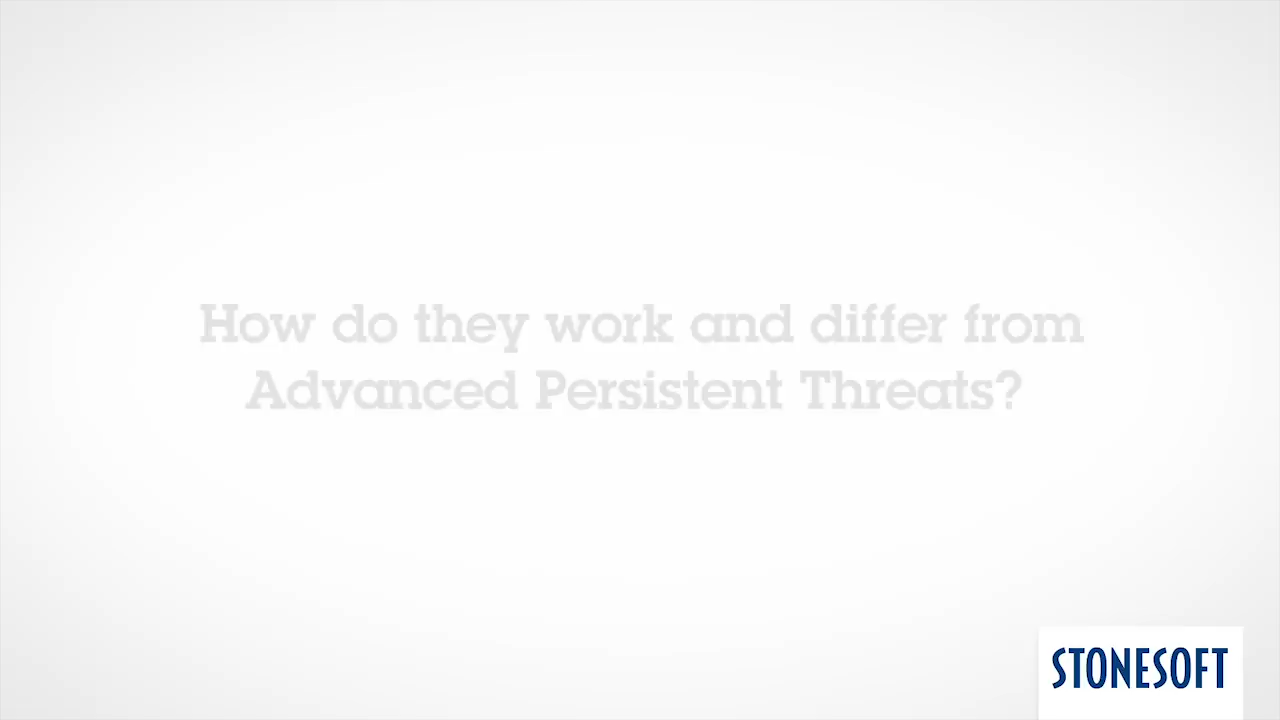 How do they work and differ from
Advanced Persistent Threats?
STONESOFT